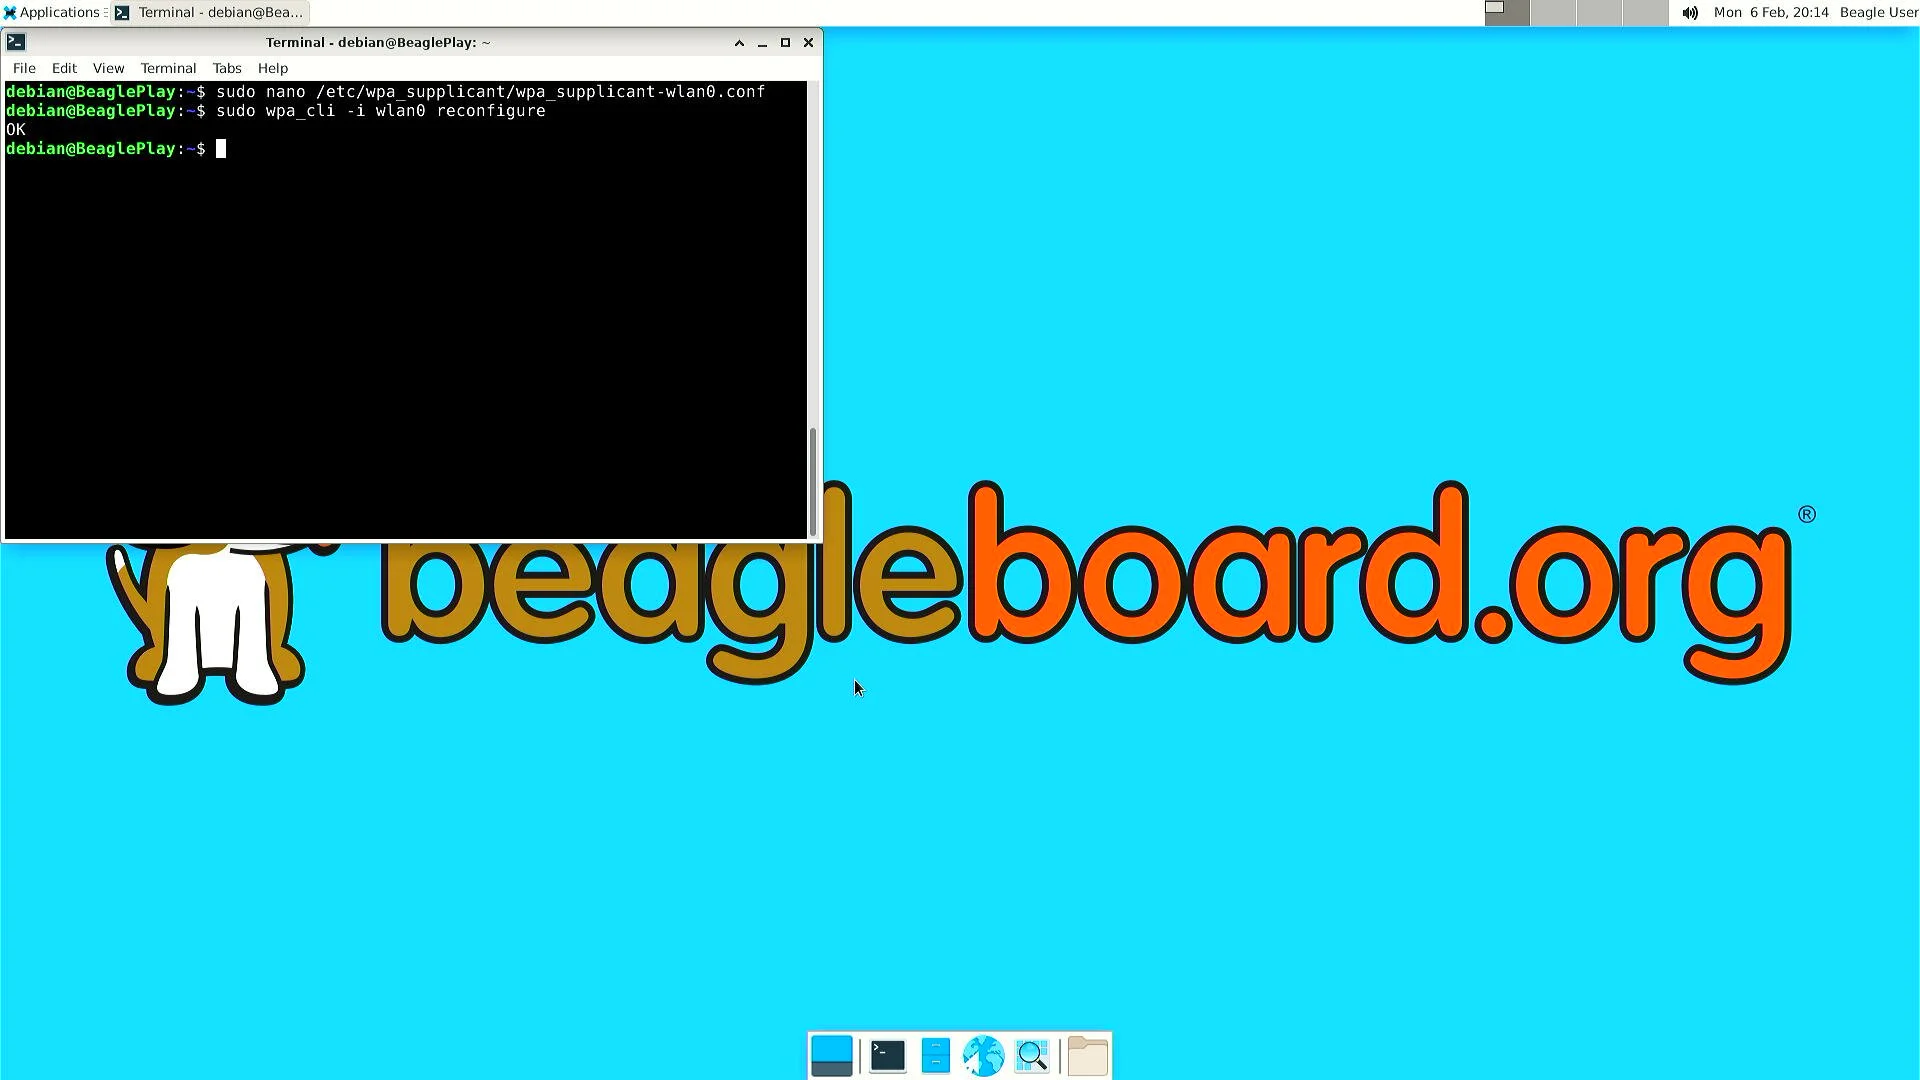 Applications
Terminal - debian@Bea...
Mon 6 Feb, 20:14
Beagle User
Terminal - debian@BeaglePlay: ~
File Edit View Terminal Tabs Help
debian@BeaglePlay:~$ sudo nano /etc/wpa_supplicant/wpa_supplicant-wlan0.conf
debian@BeaglePlay:~$ sudo wpa_cli -i wlan0 reconfigure
OK
debian@BeaglePlay:~$
beagleboard.org®